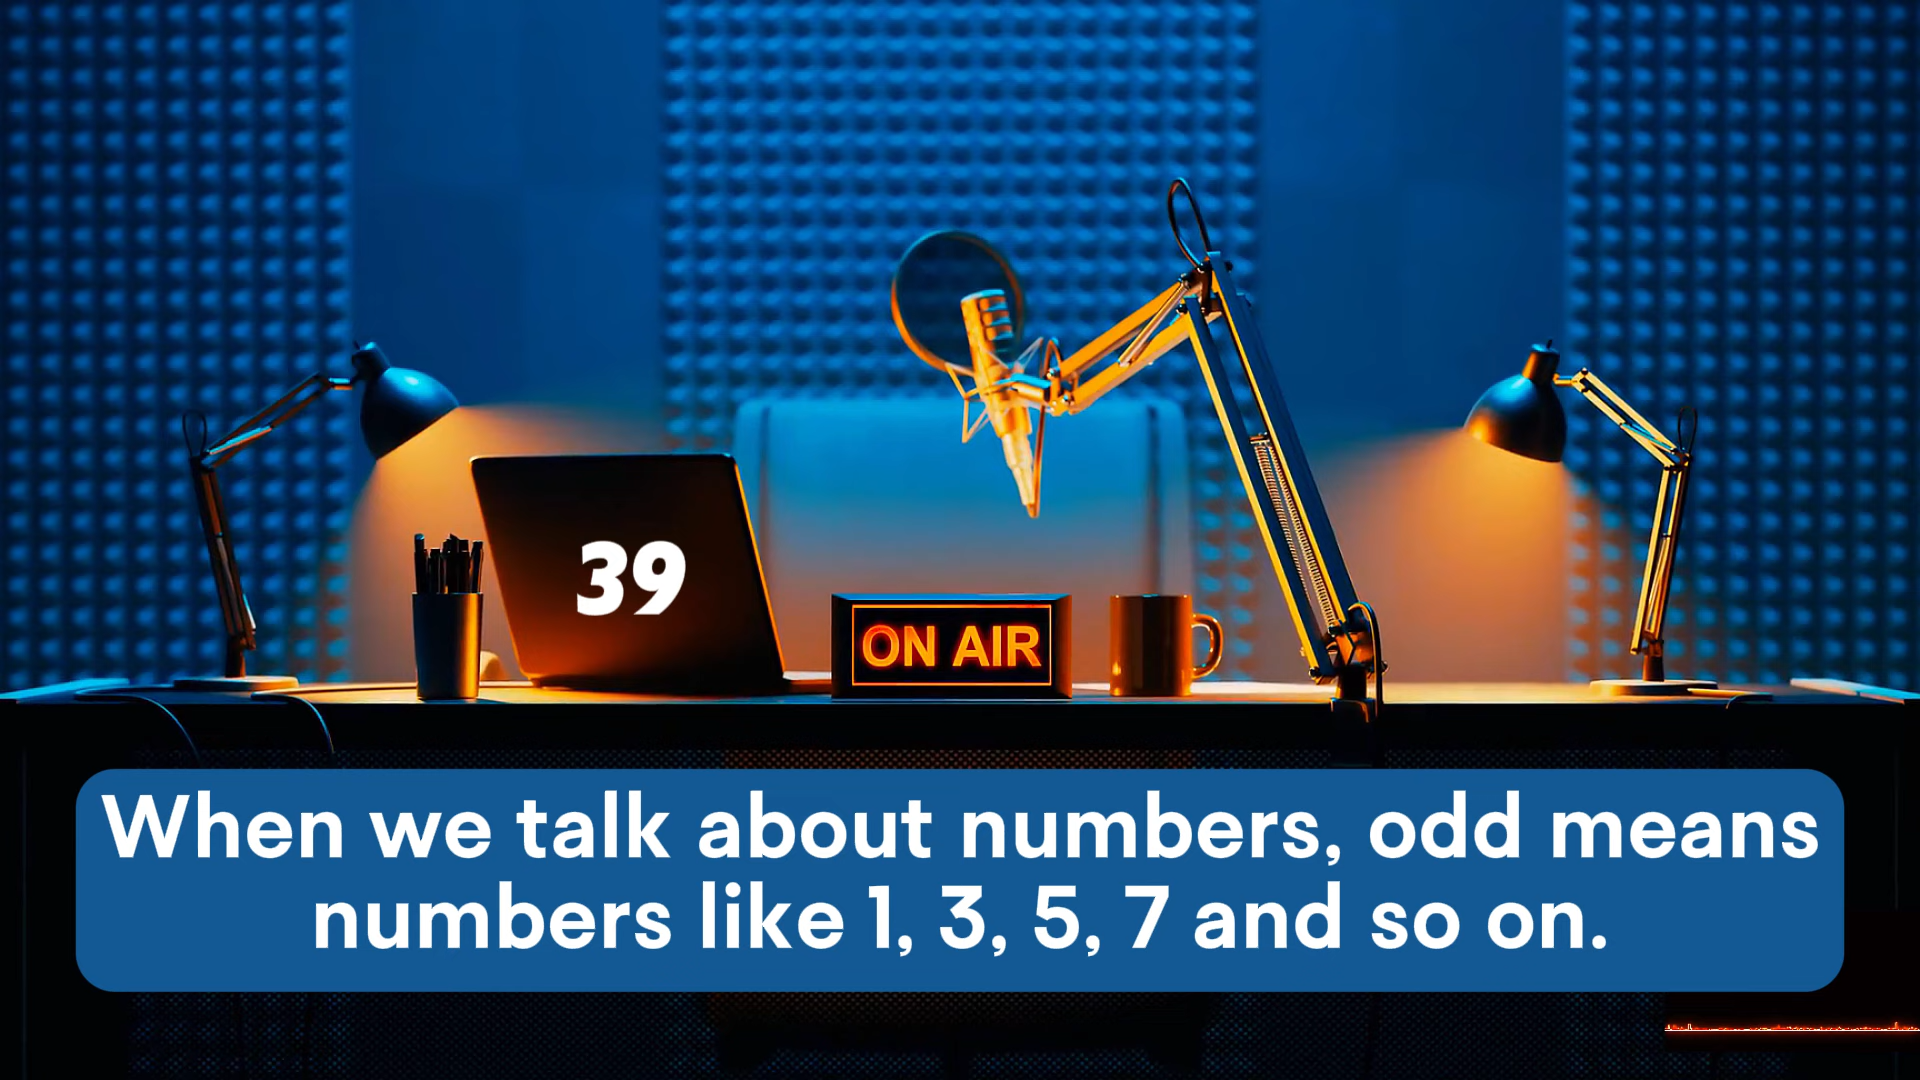 39
ON AIR
When we talk about numbers, odd means
numbers like 1, 3, 5, 7 and so on.